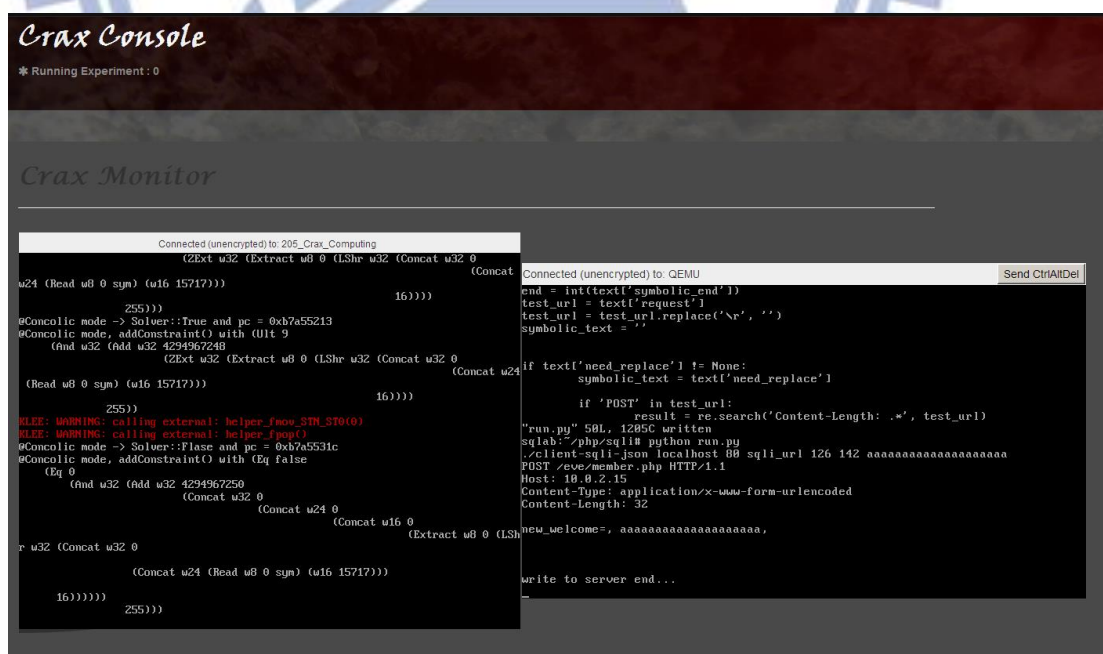 Crax Console
✱ Running Experiment : 0
Crax Monitor
Connected (unencrypted) to: 205_Crax_Computing
(ZExt w32 (Extract w8 0 (LShr w32 (Concat w32 0
(Concat
w24 (Read w8 0 sym) (w16 15717)))
16))))
255)))
@Concolic mode -> Solver::True and pc = 0xb7a55213
@Concolic mode, addConstraint() with (Ult 9
(And w32 (Add w32 4294967248
(ZExt w32 (Extract w8 0 (LShr w32 (Concat w32 0
(Concat w24
(Read w8 0 sym) (w16 15717)))
16))))
255))
KLEE: WARNING: calling external: helper_fmov_STN_ST0(0)
KLEE: WARNING: calling external: helper_fpop()
@Concolic mode -> Solver::Flase and pc = 0xb7a5531c
@Concolic mode, addConstraint() with (Eq false
(Eq 0
(And w32 (Add w32 4294967250
(Concat w32 0
(Concat w24 0
(Concat w16 0
(Extract w8 0 (LSh
r w32 (Concat w32 0
(Concat w24 (Read w8 0 sym) (w16 15717)))
16))))))
255)))
Connected (unencrypted) to: QEMU
Send CtrlAltDel
end = int(text['symbolic_end'])
test_url = text['request']
test_url = test_url.replace('\r', '')
symbolic_text = ''
if text['need_replace'] != None:
symbolic_text = text['need_replace']
if 'POST' in test_url:
result = re.search('Content-Length: .*', test_url)
"run.py" 50L, 1205C written
sqlab:~/php/sqli# python run.py
./client-sqli-json localhost 80 sqli_url 126 142 aaaaaaaaaaaaaaaaaaaa
POST /eve/member.php HTTP/1.1
Host: 10.0.2.15
Content-Type: application/x-www-form-urlencoded
Content-Length: 32
new_welcome=, aaaaaaaaaaaaaaaaaaaa,
write to server end...